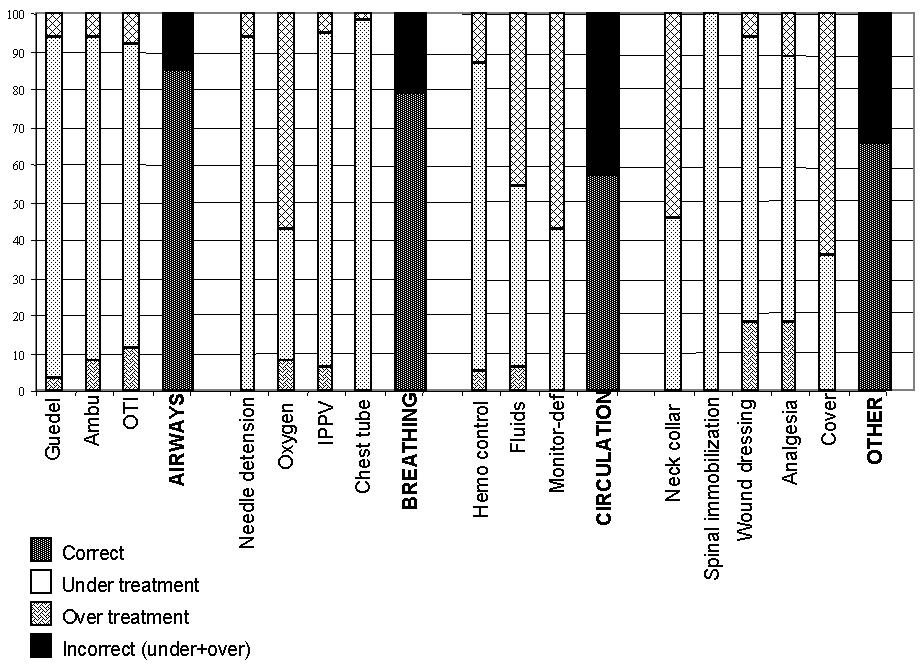 100
90
80
70
60
50
40
30
20
10
0
Guedel
Ambu
OTI
AIRWAYS
Needle detension
Oxygen
IPPV
Chest tube
BREATHING
Hemo control
Fluids
Monitor-def
CIRCULATION
Neck collar
Spinal immobilization
Wound dressing
Analgesia
Cover
OTHER
Correct
Under treatment
Over treatment
Incorrect (under+over)